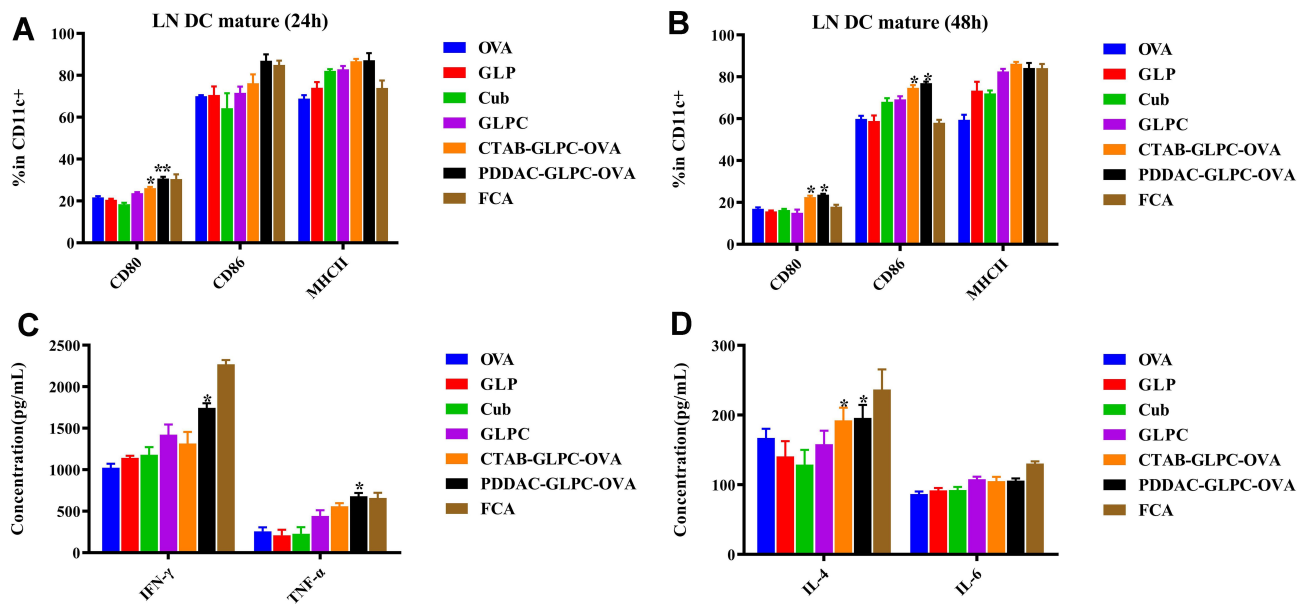 A
LN DC mature (24h)
%in CD11c+
100
80
60
40
20
0
*
**
CD80
CD86
MHCII
OVA
GLP
Cub
GLPC
CTAB-GLPC-OVA
PDDAC-GLPC-OVA
FCA
B
LN DC mature (48h)
%in CD11c+
100
80
60
40
20
0
* *
* *
CD80
CD86
MHCII
OVA
GLP
Cub
GLPC
CTAB-GLPC-OVA
PDDAC-GLPC-OVA
FCA
C
Concentration(pg/mL)
2500
2000
1500
1000
500
0
*
*
IFN-γ
TNF-α
OVA
GLP
Cub
GLPC
CTAB-GLPC-OVA
PDDAC-GLPC-OVA
FCA
D
Concentration(pg/mL)
300
200
100
0
* *
IL-4
IL-6
OVA
GLP
Cub
GLPC
CTAB-GLPC-OVA
PDDAC-GLPC-OVA
FCA